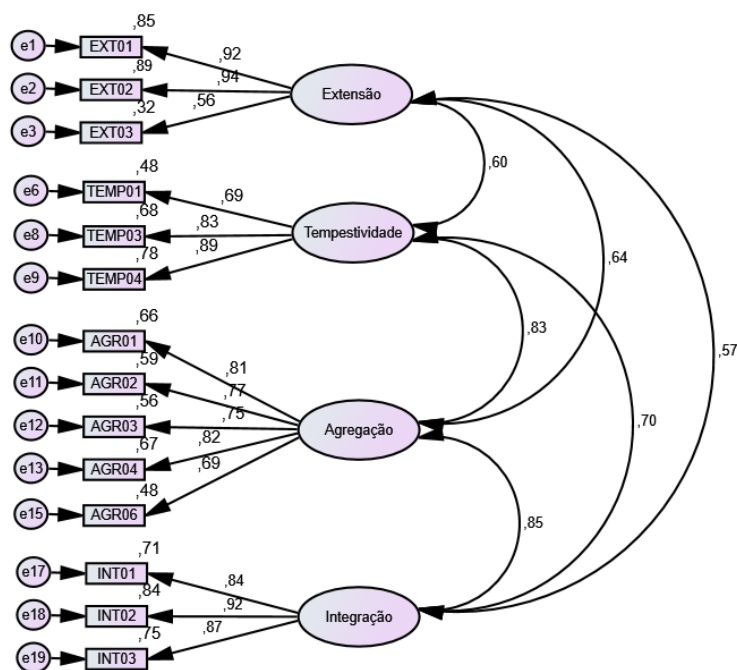 ,85
e1 EXT01 ,92
,89
e2 EXT02 ,94 Extensão
,32
e3 EXT03 ,56
,60
,48
e6 TEMP01 ,69
,68
e8 TEMP03 ,83 Tempestividade
,78
e9 TEMP04 ,89
,64
,66
e10 AGR01 ,81
,83
,57
,59
e11 AGR02 ,77
,56
e12 AGR03 ,75 Agregação
,70
,67
e13 AGR04 ,82
,48
e15 AGR06 ,69
,85
,71
e17 INT01 ,84
,84
e18 INT02 ,92 Integração
,75
e19 INT03 ,87